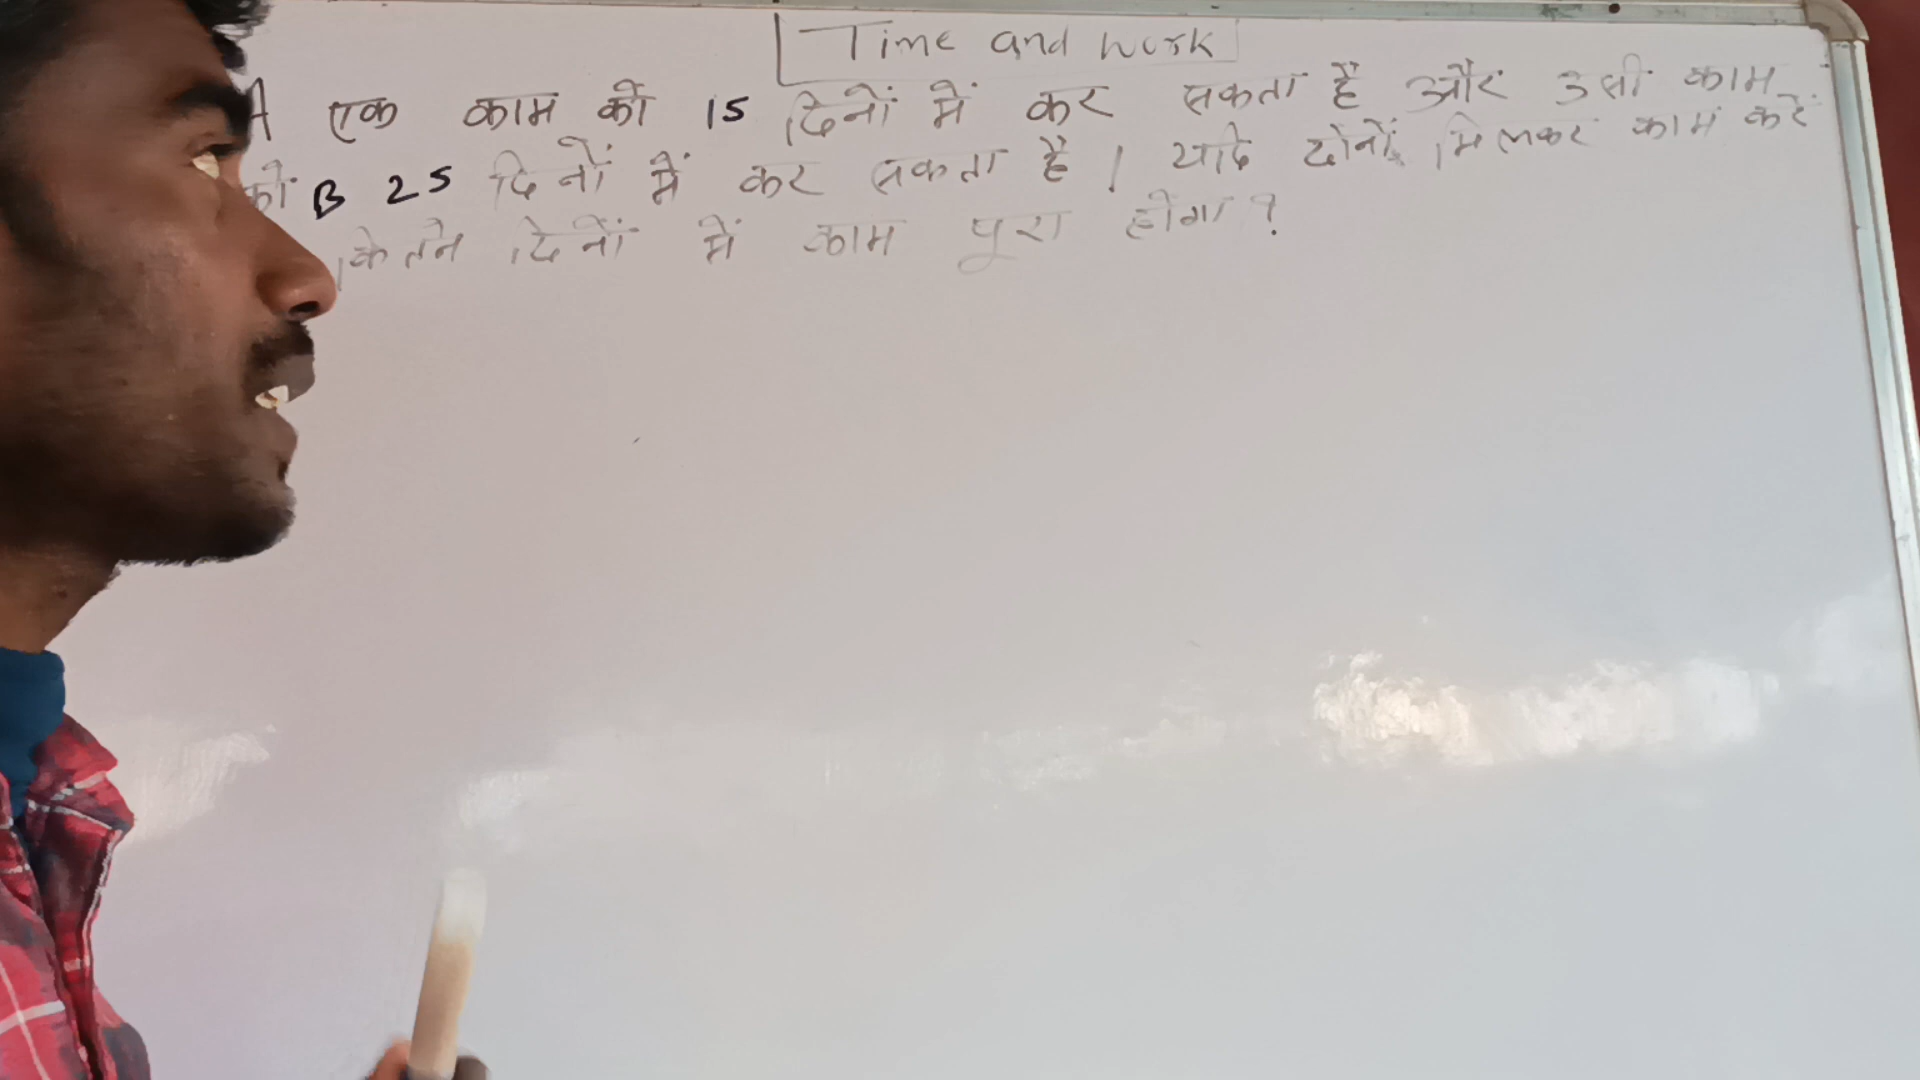 Time and Work
A एक काम को 15 दिनों में कर सकता है और उसी काम
को B 25 दिनों में कर सकता है । यदि दोनों मिलकर काम करें
कितने दिनों में काम पूरा होगा ?